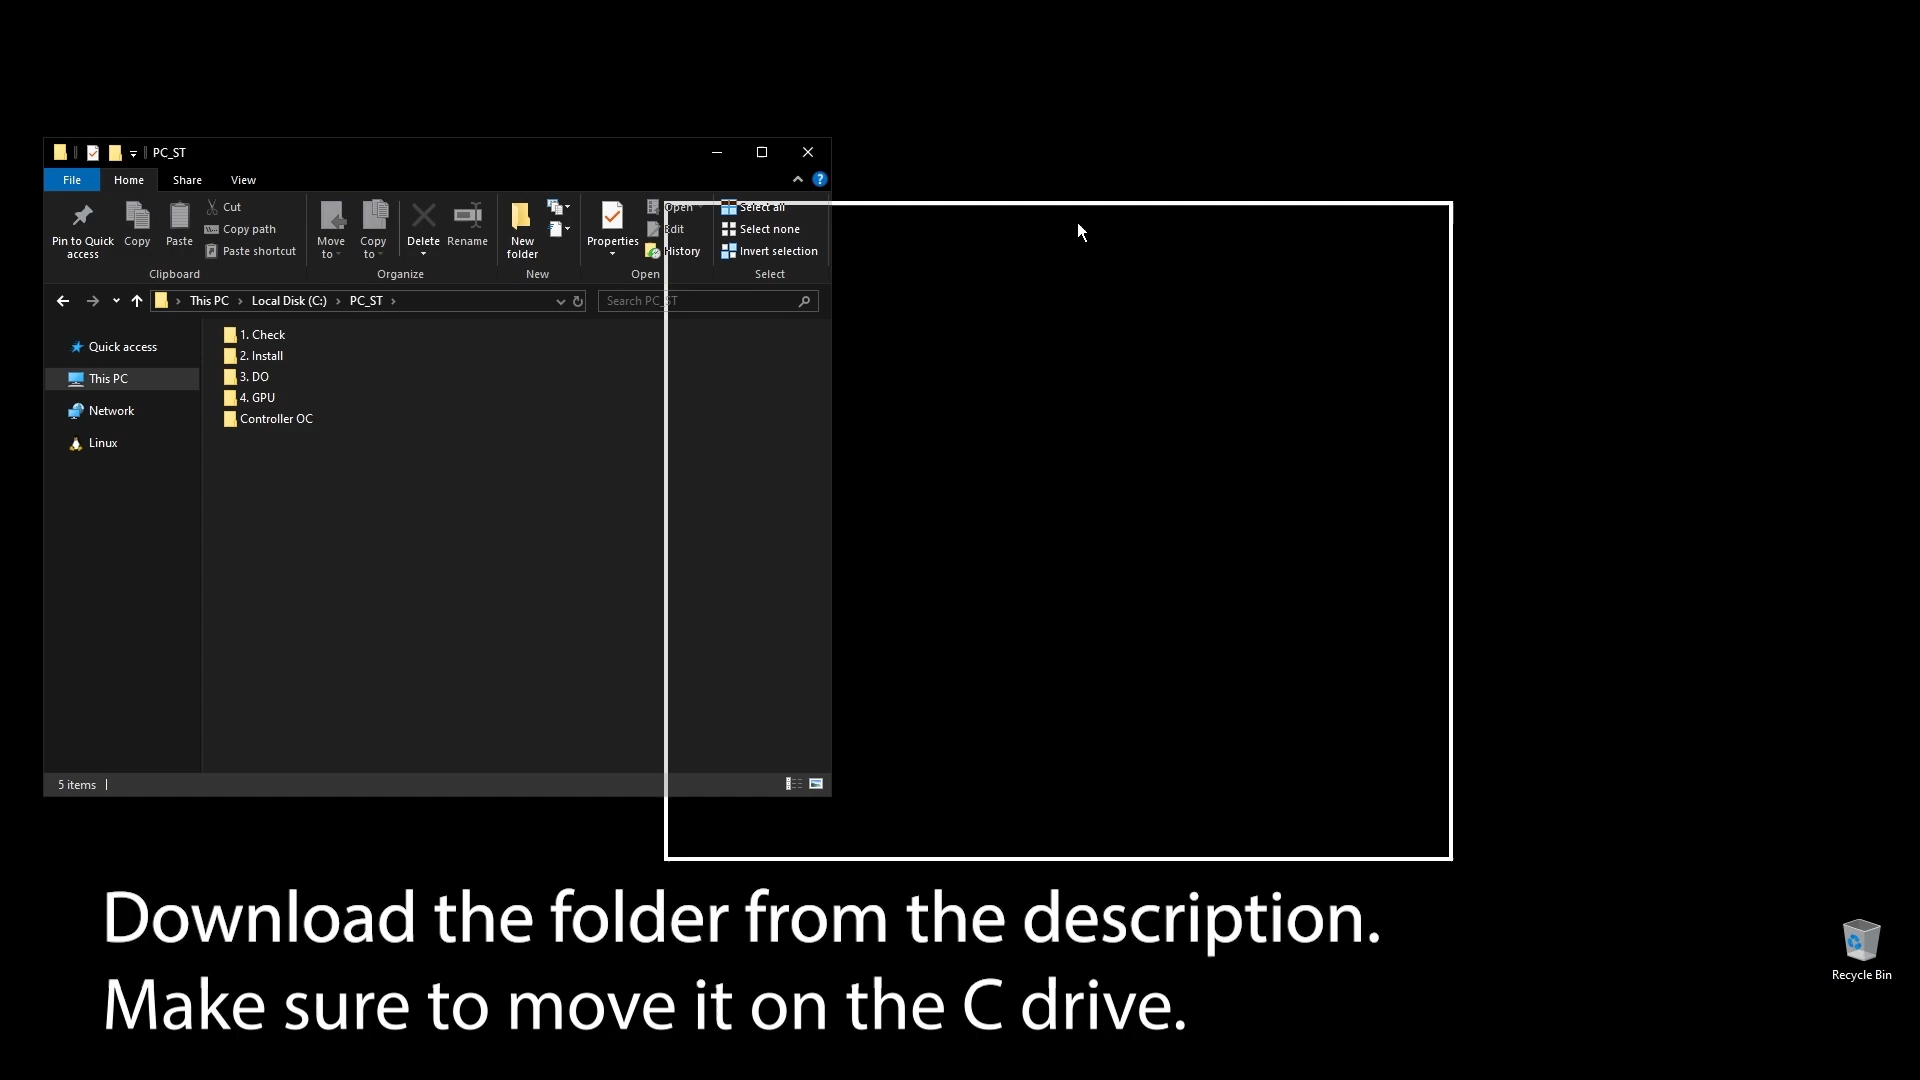 PC_ST
File Home Share View
Pin to Quick access
Copy
Paste
Cut
Copy path
Paste shortcut
Clipboard
Move to
Copy to
Delete
Rename
Organize
New folder
New
Properties
Open
Edit
History
Open
Select all
Select none
Invert selection
Select
This PC > Local Disk (C:) > PC_ST >
Search PC_ST
Quick access
This PC
Network
Linux
1. Check
2. Install
3. DO
4. GPU
Controller OC
5 items
Download the folder from the description.
Make sure to move it on the C drive.
Recycle Bin